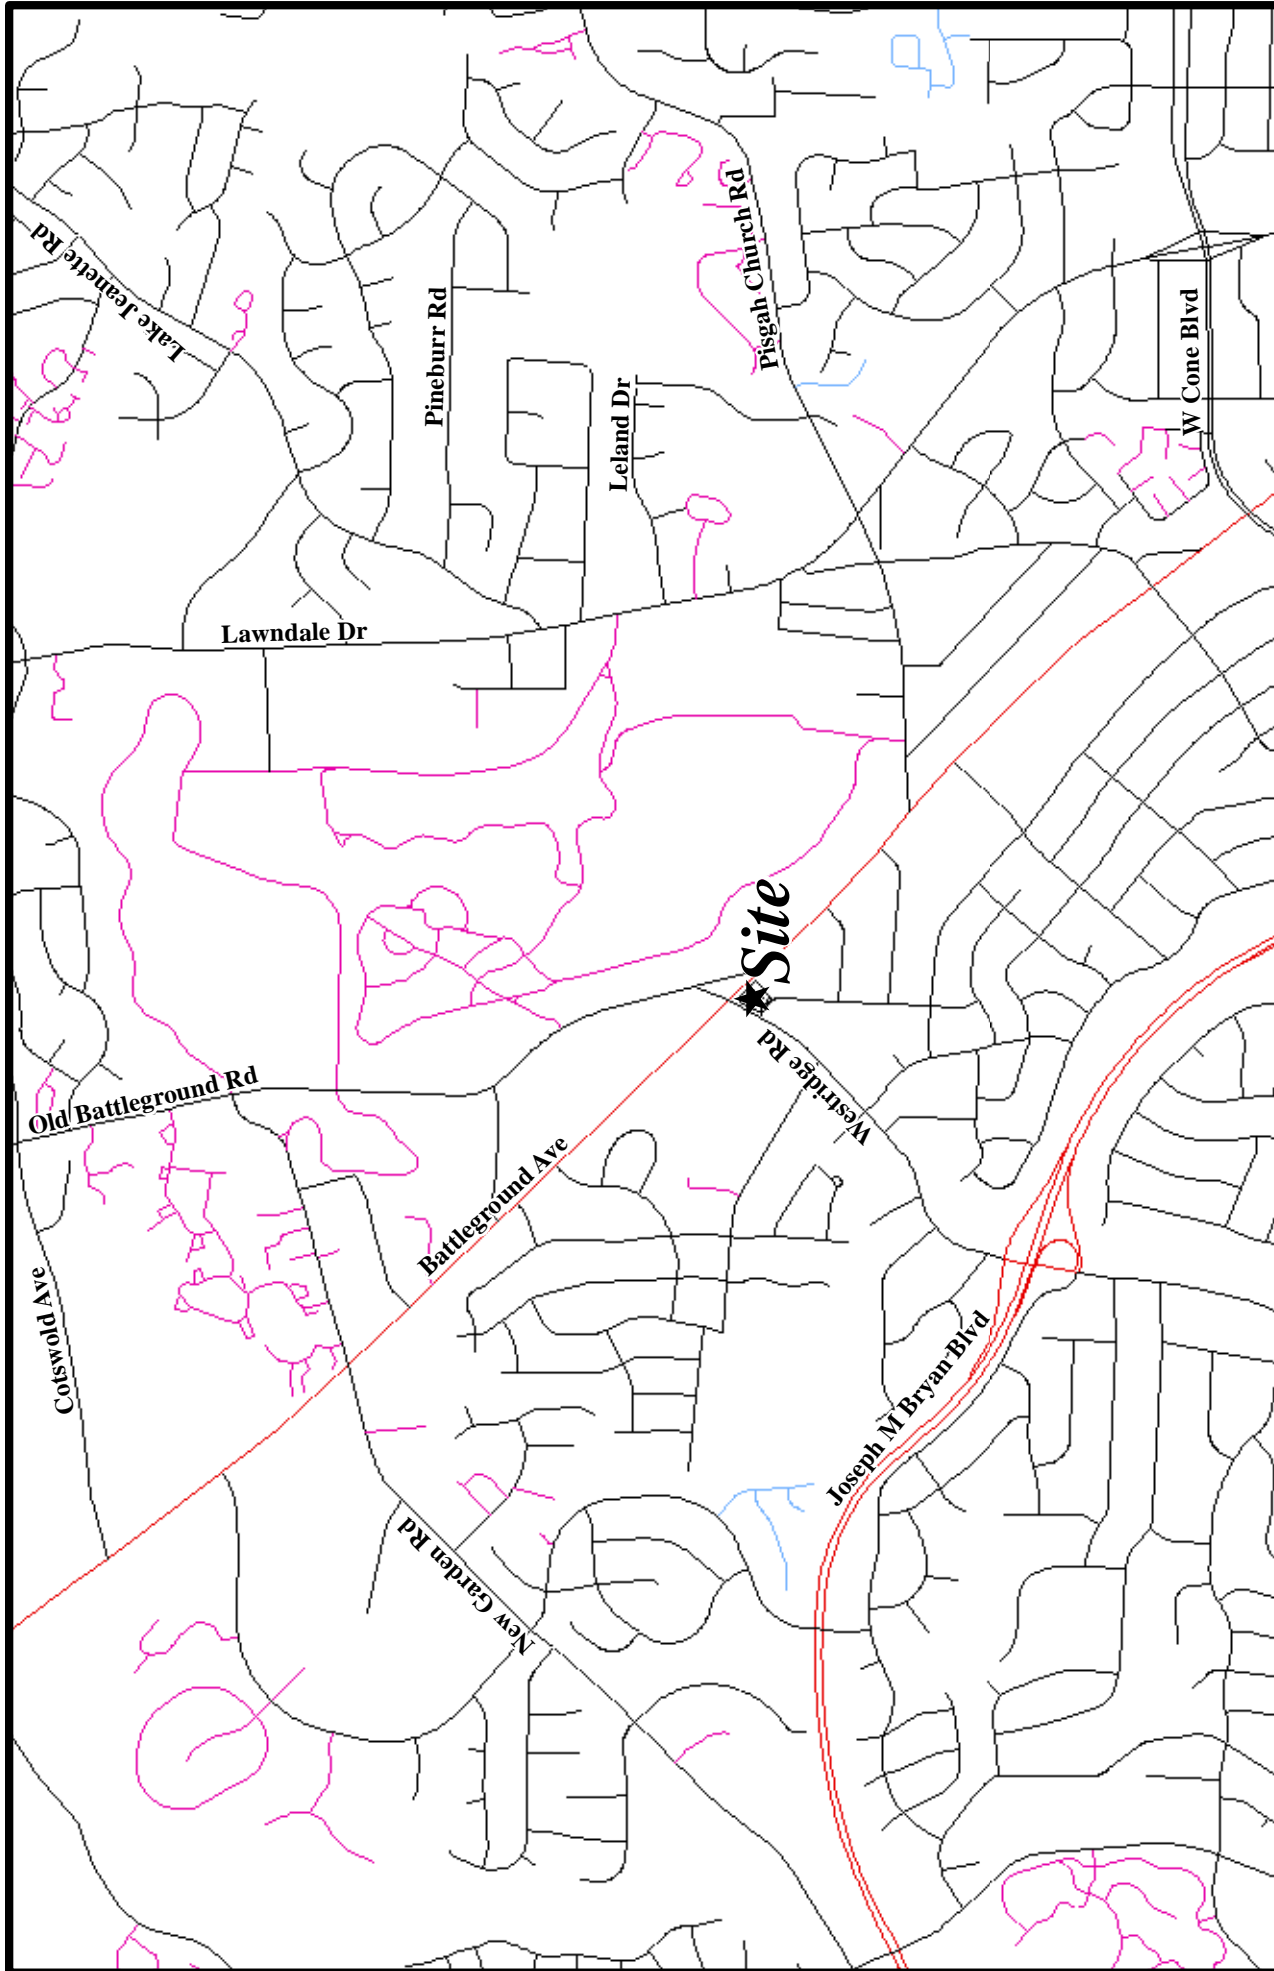 Pisgah Church Rd
Lake Jeanette Rd
Pineburr Rd
W Cone Blvd
Leland Dr
Lawndale Dr
Site
Westridge Rd
Old Battleground Rd
Battleground Ave
Cotswold Ave
Joseph M Bryan Blvd
New Garden Rd